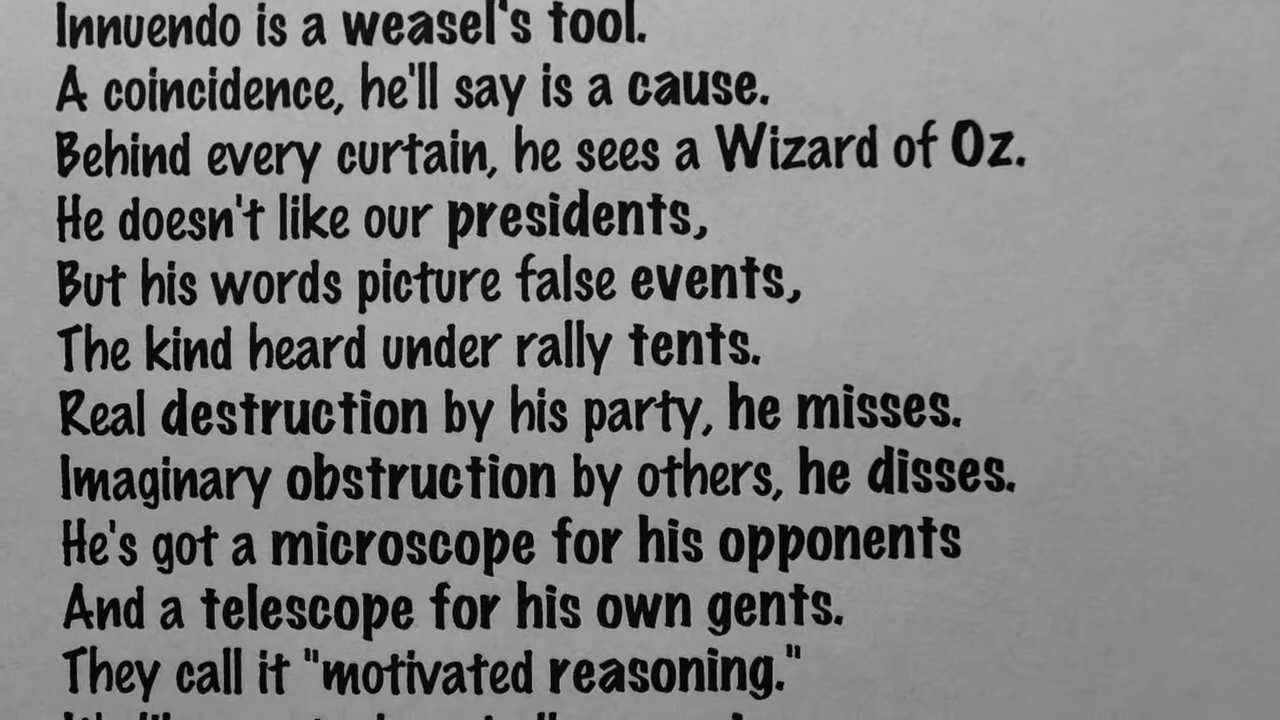 Innuendo is a weasel's tool.
A coincidence, he'll say is a cause.
Behind every curtain, he sees a Wizard of Oz.
He doesn't like our presidents,
But his words picture false events,
The kind heard under rally tents.
Real destruction by his party, he misses.
Imaginary obstruction by others, he disses.
He's got a microscope for his opponents
And a telescope for his own gents.
They call it "motivated reasoning."